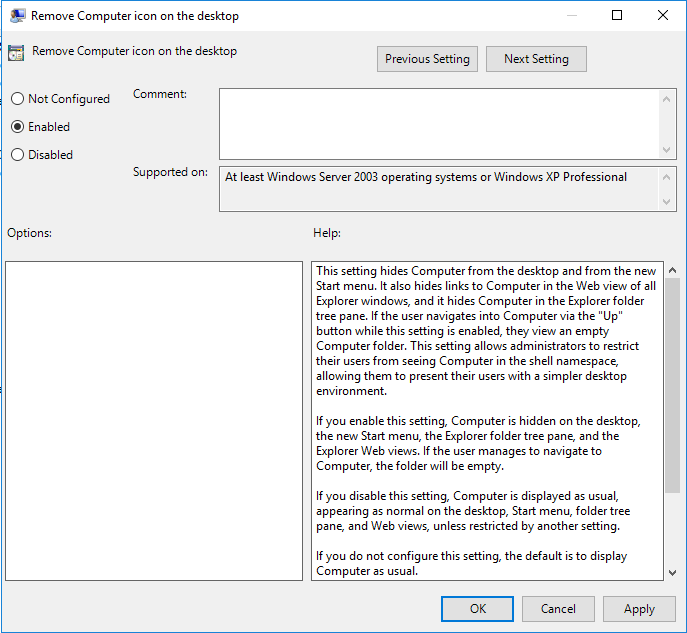 Remove Computer icon on the desktop
Remove Computer icon on the desktop
Previous Setting
Next Setting
Not Configured
Enabled
Disabled
Comment:
Supported on:
At least Windows Server 2003 operating systems or Windows XP Professional
Options:
Help:
This setting hides Computer from the desktop and from the new
Start menu. It also hides links to Computer in the Web view of all
Explorer windows, and it hides Computer in the Explorer folder
tree pane. If the user navigates into Computer via the "Up"
button while this setting is enabled, they view an empty
Computer folder. This setting allows administrators to restrict
their users from seeing Computer in the shell namespace,
allowing them to present their users with a simpler desktop
environment.
If you enable this setting, Computer is hidden on the desktop,
the new Start menu, the Explorer folder tree pane, and the
Explorer Web views. If the user manages to navigate to
Computer, the folder will be empty.
If you disable this setting, Computer is displayed as usual,
appearing as normal on the desktop, Start menu, folder tree
pane, and Web views, unless restricted by another setting.
If you do not configure this setting, the default is to display
Computer as usual.
OK
Cancel
Apply